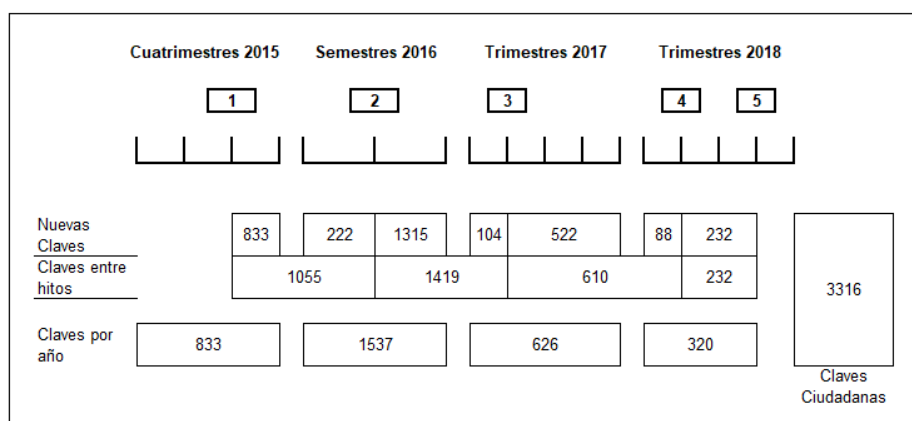 Cuatrimestres 2015 Semestres 2016 Trimestres 2017 Trimestres 2018
1 2 3 4 5
Nuevas
Claves
833 222 1315 104 522 88 232
Claves entre
hitos
1055 1419 610 232
3316
Claves por
año
833 1537 626 320
Claves
Ciudadanas